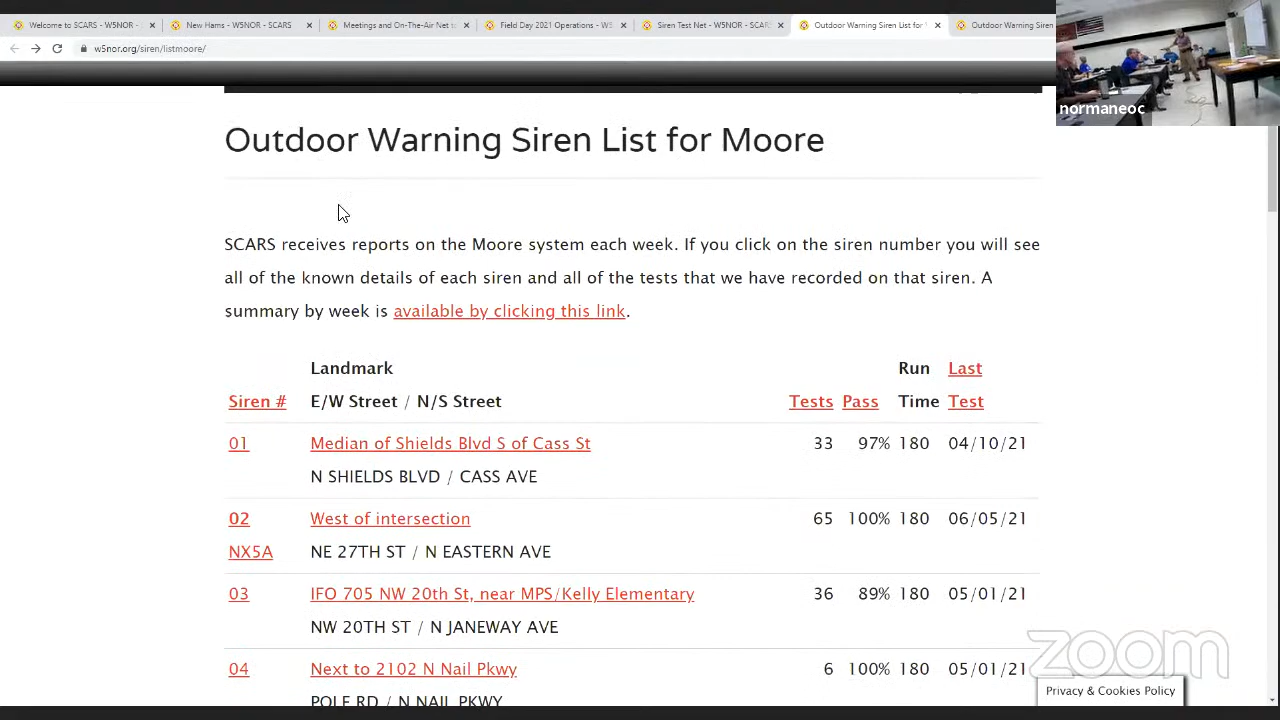 Welcome to SCARS - W5NOR -
New Hams - W5NOR - SCARS
Meetings and On-The-Air Net sc
Field Day 2021 Operations - W5
Siren Test Net - W5NOR - SCARS
Outdoor Warning Siren List for
Outdoor Warning Siren
w5nor.org/siren/listmoore/
normaneoc
Outdoor Warning Siren List for Moore
SCARS receives reports on the Moore system each week. If you click on the siren number you will see
all of the known details of each siren and all of the tests that we have recorded on that siren. A
summary by week is available by clicking this link.
Landmark Run Last
Siren # E/W Street / N/S Street Tests Pass Time Test
01 Median of Shields Blvd S of Cass St 33 97% 180 04/10/21
N SHIELDS BLVD / CASS AVE
02 West of intersection 65 100% 180 06/05/21
NX5A NE 27TH ST / N EASTERN AVE
03 IFO 705 NW 20th St, near MPS/Kelly Elementary 36 89% 180 05/01/21
NW 20TH ST / N JANEWAY AVE
04 Next to 2102 N Nail Pkwy 6 100% 180 05/01/21
POLE RD / N NAIL PKWY
zoom
Privacy & Cookies Policy